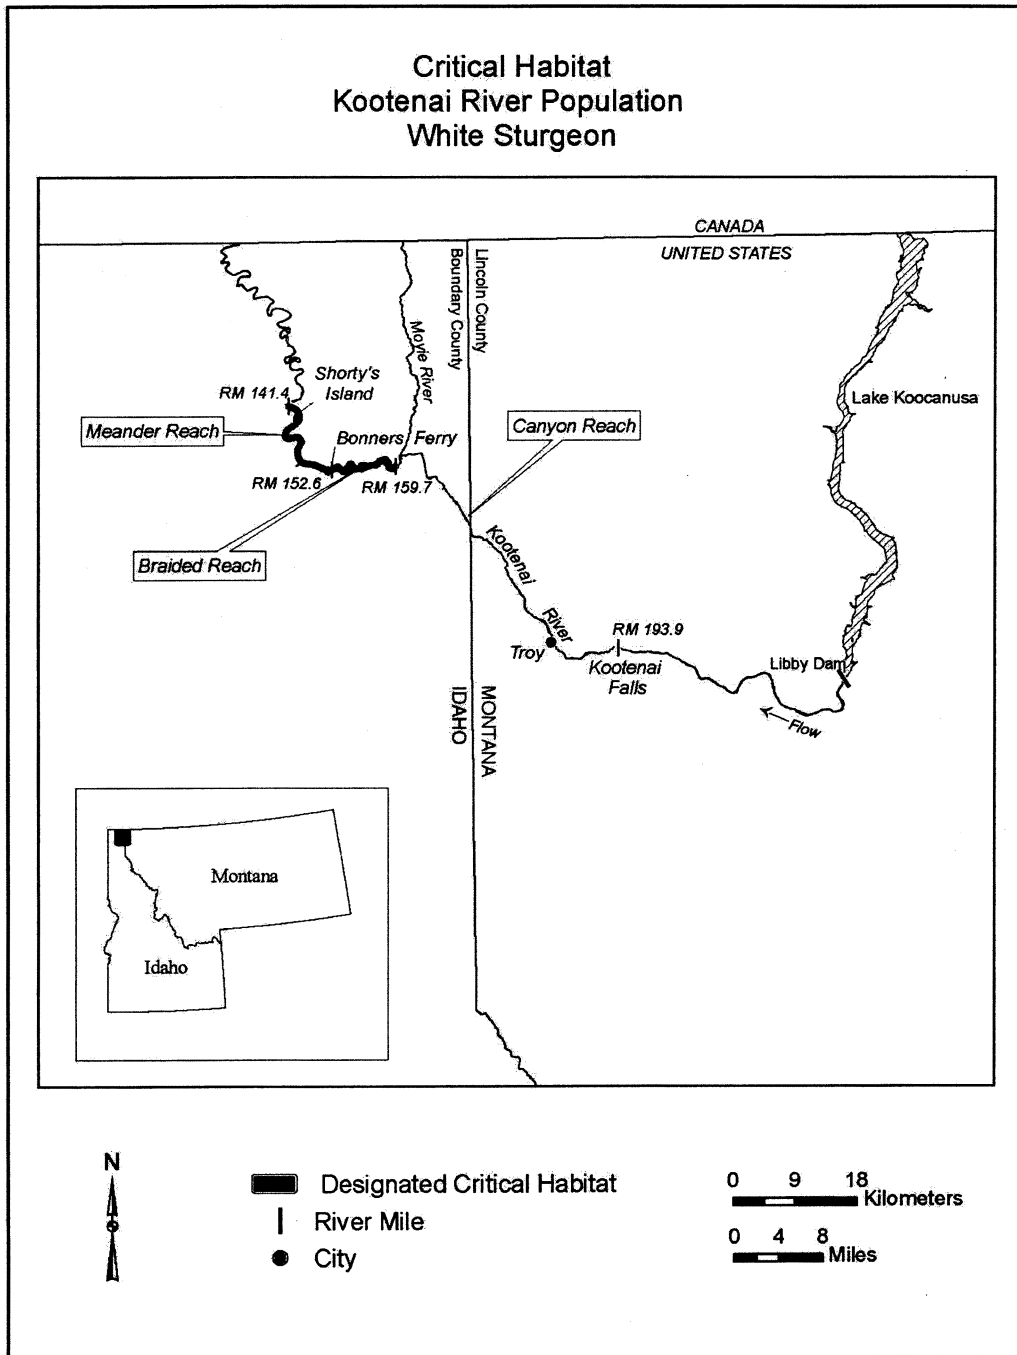 Critical Habitat
Kootenai River Population
White Sturgeon
CANADA
UNITED STATES
Lincoln County
Boundary County
Moyie River
Shorty's
Island
RM 141.4
Lake Koocanusa
Meander Reach
Bonners Ferry
Canyon Reach
RM 152.6
RM 159.7
Braided Reach
Kootenai
River
RM 193.9
Troy
Kootenai
Falls
Libby Dam
Flow
MONTANA
IDAHO
Montana
Idaho
N
Designated Critical Habitat
River Mile
City
0 9 18
Kilometers
0 4 8
Miles